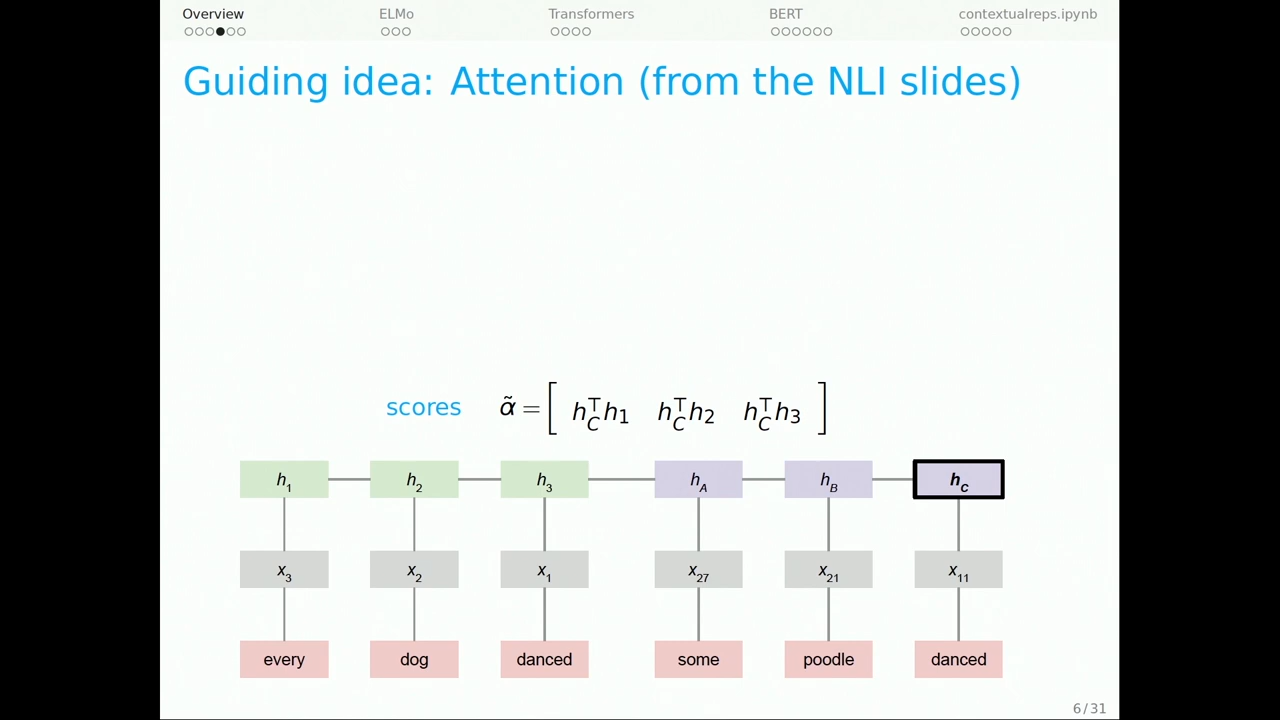 Overview ELMo Transformers BERT contextualreps.ipynb
Guiding idea: Attention (from the NLI slides)
scores α̃ = [ h_C^⊤h_1 h_C^⊤h_2 h_C^⊤h_3 ]
h_1 h_2 h_3 h_A h_B h_C
x_3 x_2 x_1 x_27 x_21 x_11
every dog danced some poodle danced
6 / 31